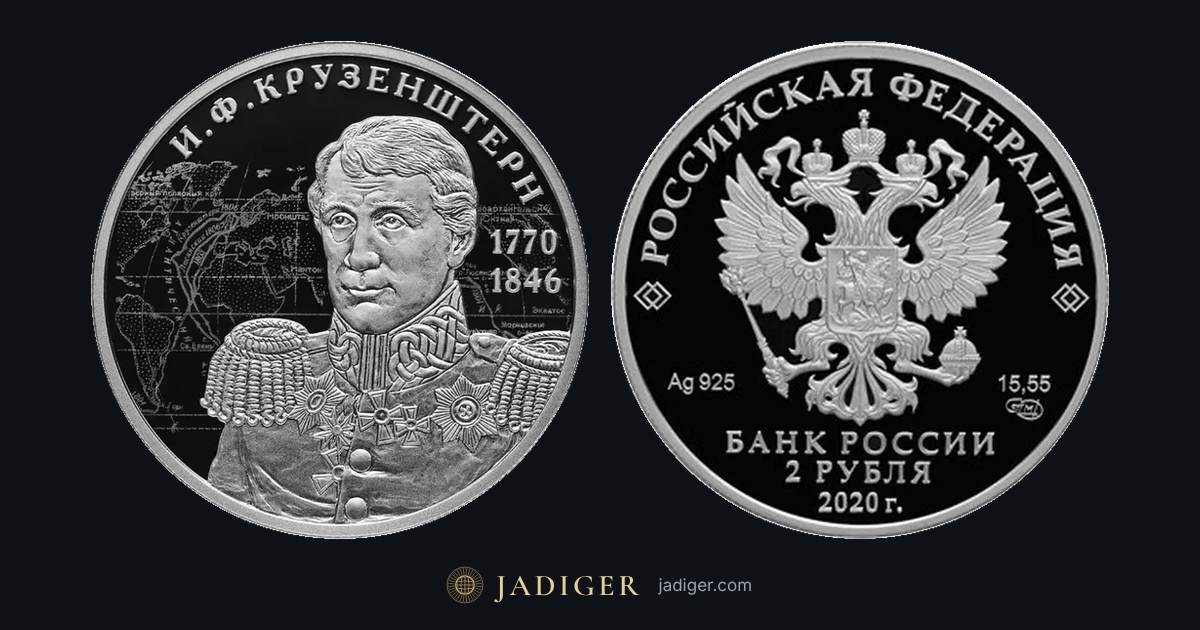 И.Ф.КРУЗЕНШТЕРН
1770
1846
РОССИЙСКАЯ ФЕДЕРАЦИЯ
Ag 925
15,55
БАНК РОССИИ
2 РУБЛЯ
2020 г.
JADIGER
jadiger.com